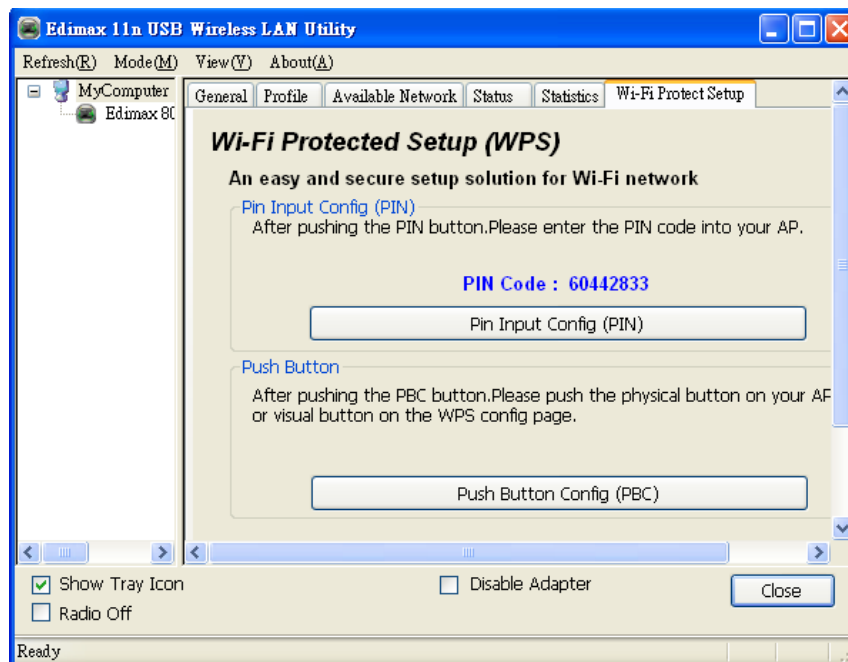 Edimax 11n USB Wireless LAN Utility
Refresh(R) Mode(M) View(V) About(A)
MyComputer
Edimax 80
General Profile Available Network Status Statistics Wi-Fi Protect Setup
Wi-Fi Protected Setup (WPS)
An easy and secure setup solution for Wi-Fi network
Pin Input Config (PIN)
After pushing the PIN button.Please enter the PIN code into your AP.
PIN Code : 60442833
Pin Input Config (PIN)
Push Button
After pushing the PBC button.Please push the physical button on your AP
or visual button on the WPS config page.
Push Button Config (PBC)
Show Tray Icon
Disable Adapter
Close
Radio Off
Ready